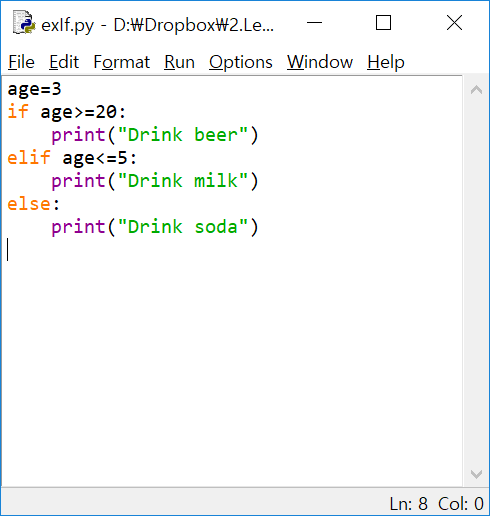 exIf.py - D:₩Dropbox₩2.Le...
File Edit Format Run Options Window Help
age=3
if age>=20:
    print("Drink beer")
elif age<=5:
    print("Drink milk")
else:
    print("Drink soda")
Ln: 8 Col: 0